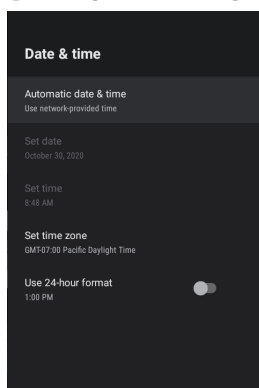 Date & time
Automatic date & time
Use network-provided time
Set date
October 30, 2020
Set time
8:48 AM
Set time zone
GMT-07:00 Pacific Daylight Time
Use 24-hour format
1:00 PM